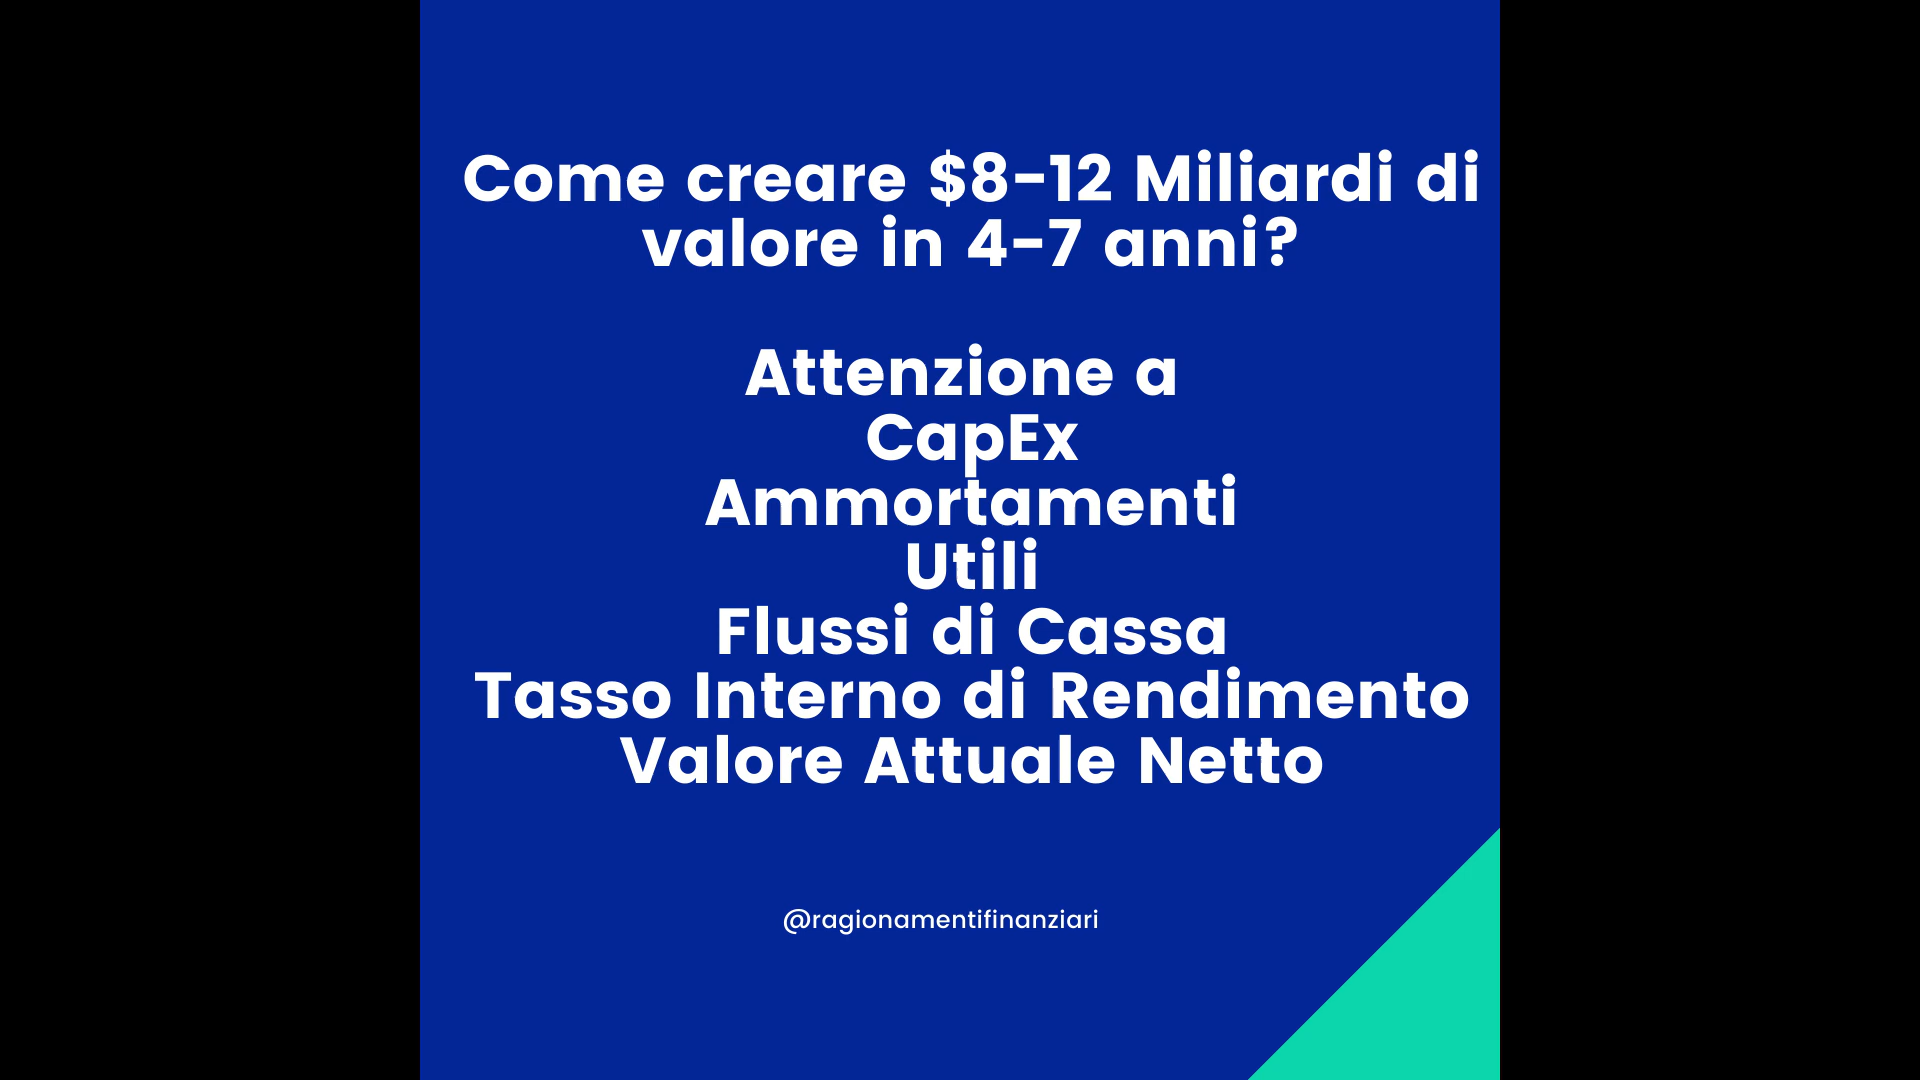 Come creare $8-12 Miliardi di
valore in 4-7 anni?
Attenzione a
CapEx
Ammortamenti
Utili
Flussi di Cassa
Tasso Interno di Rendimento
Valore Attuale Netto
@ragionamentifinanziari